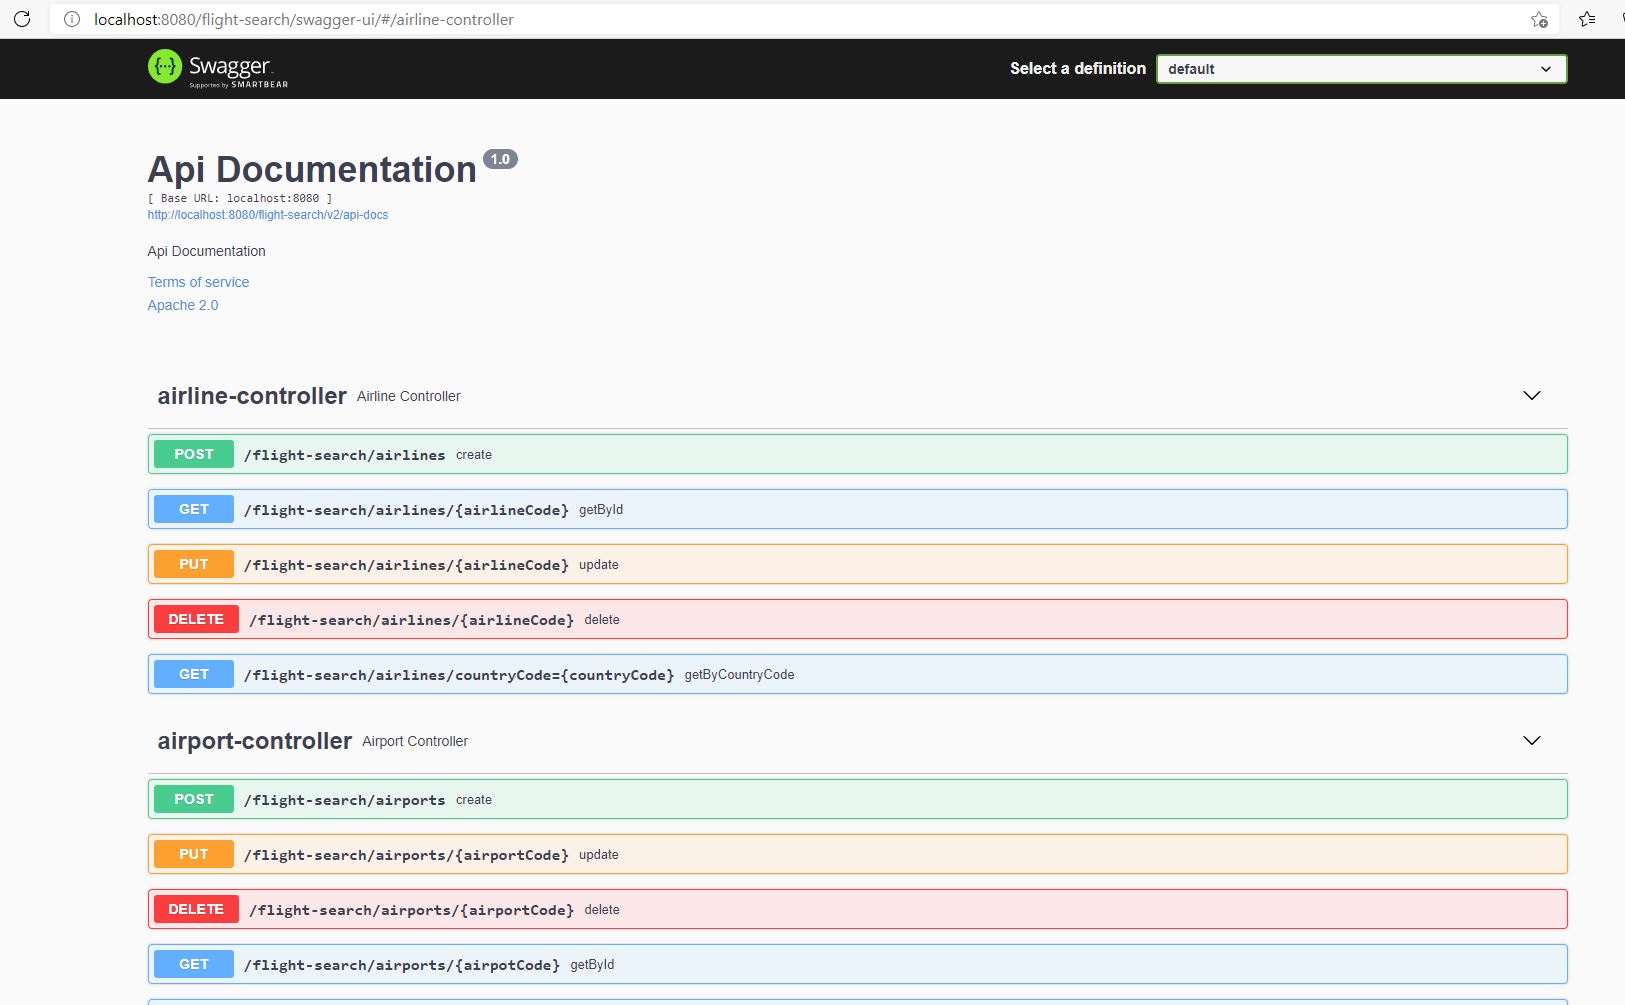 localhost:8080/flight-search/swagger-ui/#/airline-controller
{··} Swagger
Supported by SMARTBEAR
Select a definition default
Api Documentation 1.0
[ Base URL: localhost:8080 ]
http://localhost:8080/flight-search/v2/api-docs
Api Documentation
Terms of service
Apache 2.0
airline-controller Airline Controller
POST /flight-search/airlines create
GET /flight-search/airlines/{airlineCode} getById
PUT /flight-search/airlines/{airlineCode} update
DELETE /flight-search/airlines/{airlineCode} delete
GET /flight-search/airlines/countryCode={countryCode} getByCountryCode
airport-controller Airport Controller
POST /flight-search/airports create
PUT /flight-search/airports/{airportCode} update
DELETE /flight-search/airports/{airportCode} delete
GET /flight-search/airports/{airpotCode} getById